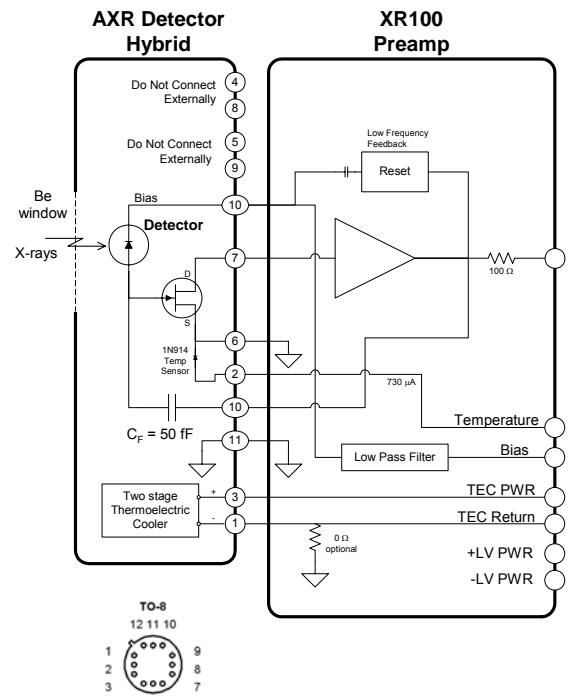 AXR Detector
Hybrid
XR100
Preamp
Do Not Connect
Externally
4
8
Do Not Connect
Externally
5
9
Low Frequency
Feedback
Reset
Be
window
X-rays
Bias
Detector
10
7
D
S
100 Ω
6
1N914
Temp
Sensor
2
730 μA
10
C_F = 50 fF
11
Temperature
Bias
Low Pass Filter
Two stage
Thermoelectric
Cooler
+
-
3
1
TEC PWR
TEC Return
0 Ω
optional
+LV PWR
-LV PWR
TO-8
12 11 10
1 9
2 8
3 7